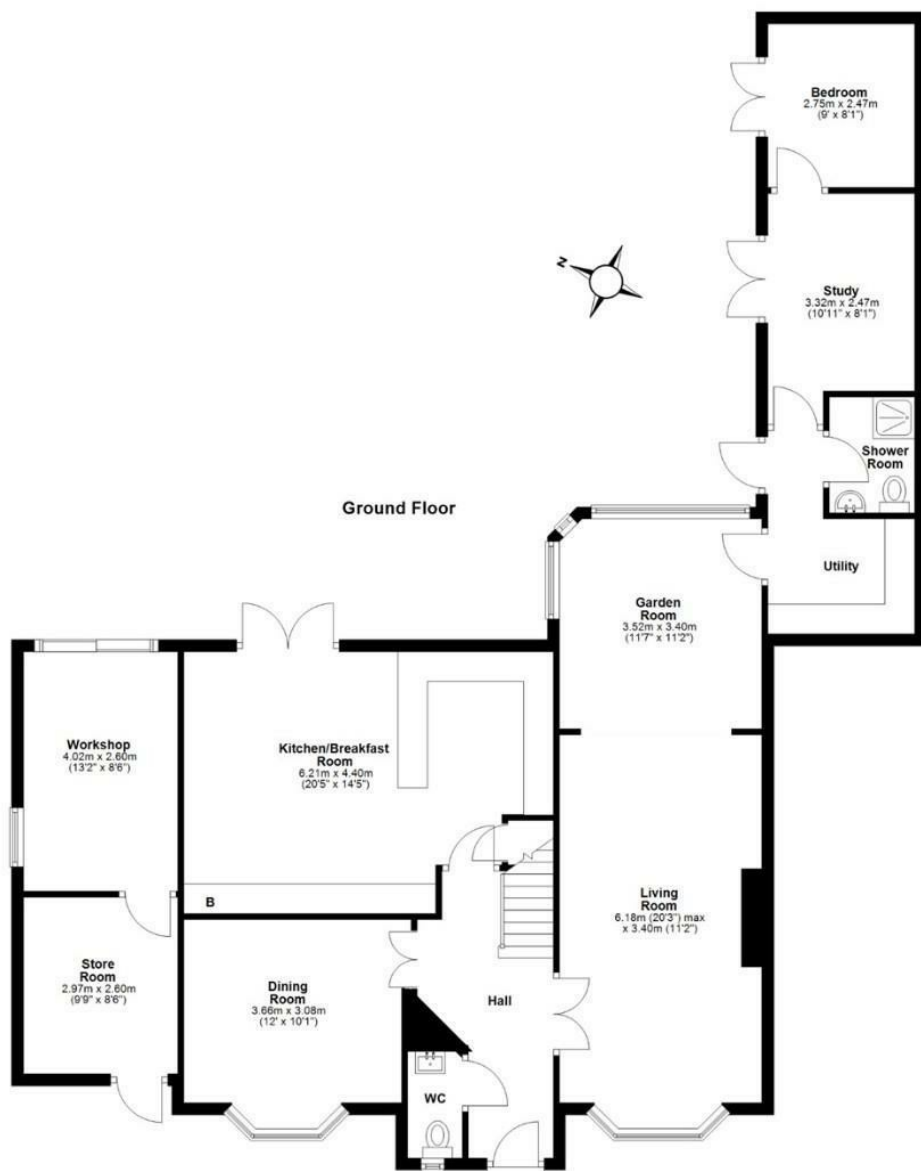 Bedroom
2.75m x 2.47m
(9' x 8'1")
N
Study
3.32m x 2.47m
(10'11" x 8'1")
Shower
Room
Ground Floor
Utility
Garden
Room
3.52m x 3.40m
(11'7" x 11'2")
Workshop
4.02m x 2.60m
(13'2" x 8'6")
Kitchen/Breakfast
Room
6.21m x 4.40m
(20'5" x 14'5")
Living
Room
6.18m (20'3") max
x 3.40m (11'2")
B
Store
Room
2.97m x 2.60m
(9'9" x 8'6")
Dining
Room
3.66m x 3.08m
(12' x 10'1")
Hall
WC